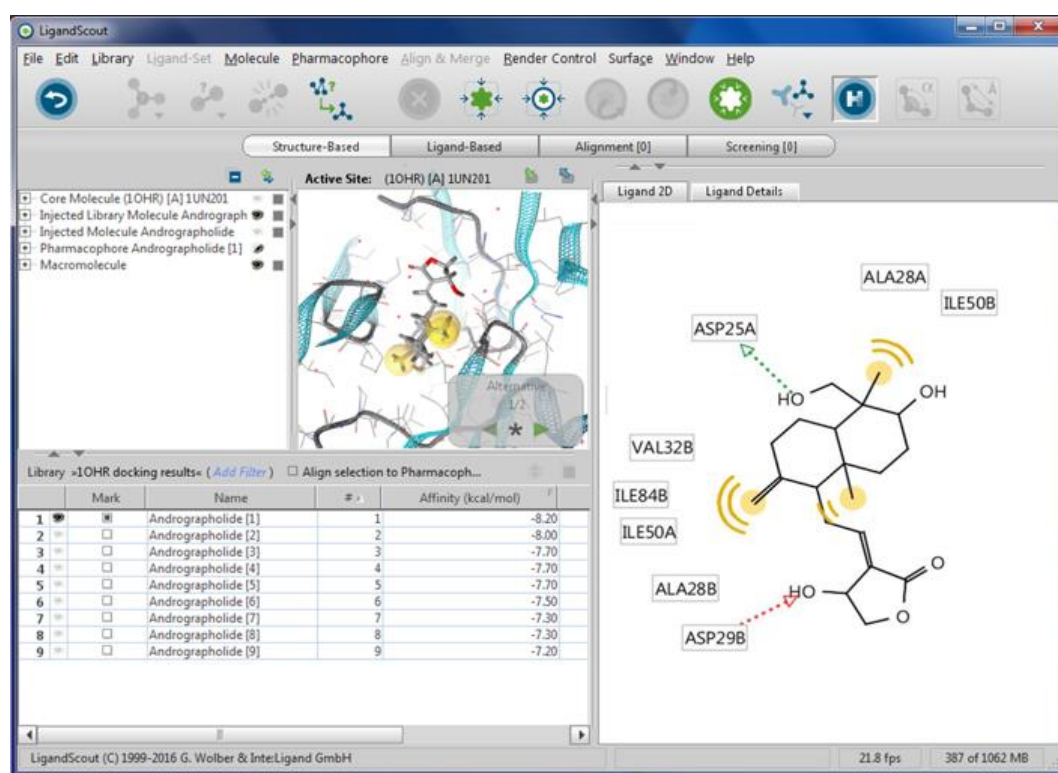 LigandScout
File Edit Library Ligand-Set Molecule Pharmacophore Align & Merge Render Control Surface Window Help
Structure-Based Ligand-Based Alignment [0] Screening [0]
Active Site: (1OHR) [A] 1UN201
Core Molecule (1OHR) [A] 1UN201
Injected Library Molecule Andrograph
Injected Molecule Andrographolide
Pharmacophore Andrographolide [1]
Macromolecule
Alternative
1/2
Library »1OHR docking results« ( Add Filter ) Align selection to Pharmacoph...
Mark Name # Affinity (kcal/mol) F
1 Andrographolide [1] 1 -8.20
2 Andrographolide [2] 2 -8.00
3 Andrographolide [3] 3 -7.70
4 Andrographolide [4] 4 -7.70
5 Andrographolide [5] 5 -7.70
6 Andrographolide [6] 6 -7.50
7 Andrographolide [7] 7 -7.30
8 Andrographolide [8] 8 -7.30
9 Andrographolide [9] 9 -7.20
Ligand 2D Ligand Details
ALA28A
ILE50B
ASP25A
HO
OH
VAL32B
ILE84B
ILE50A
ALA28B
HO
O
O
ASP29B
LigandScout (C) 1999-2016 G. Wolber & Inte:Ligand GmbH 21.8 fps 387 of 1062 MB